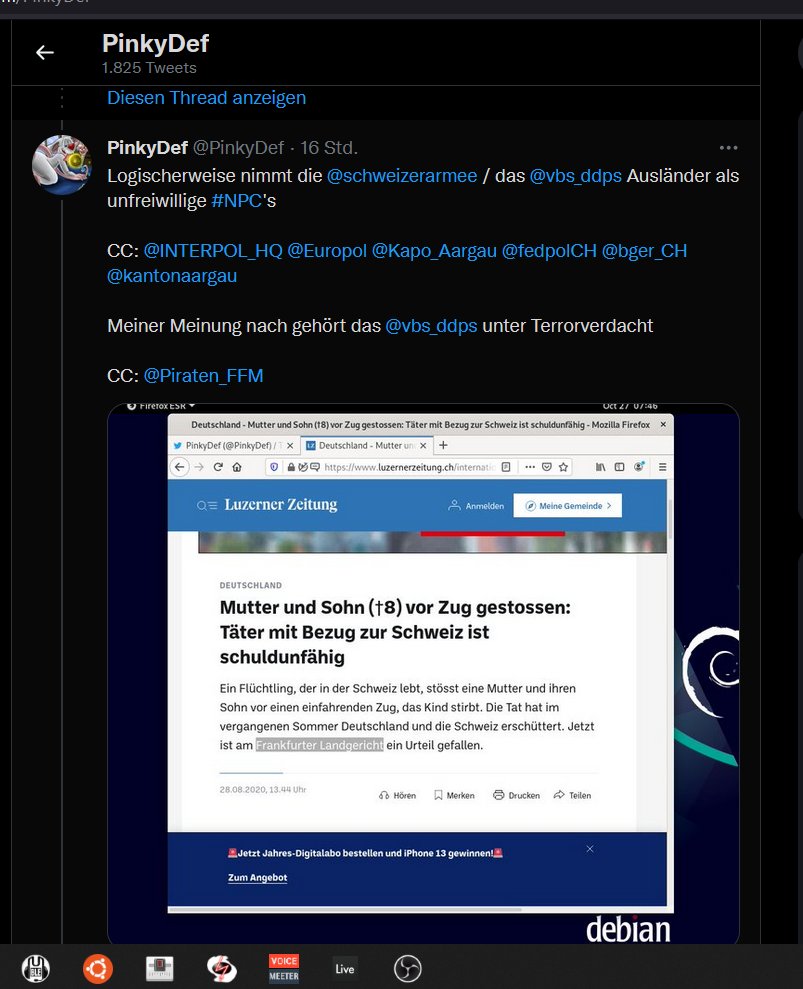 PinkyDef
1.825 Tweets
Diesen Thread anzeigen
PinkyDef @PinkyDef · 16 Std.
Logischerweise nimmt die @schweizerarmee / das @vbs_ddps Ausländer als
unfreiwillige #NPC's
CC: @INTERPOL_HQ @Europol @Kapo_Aargau @fedpolCH @bger_CH
@kantonaargau
Meiner Meinung nach gehört das @vbs_ddps unter Terrorverdacht
CC: @Piraten_FFM
Firefox ESR Oct 27 07:46
Deutschland - Mutter und Sohn (†8) vor Zug gestossen: Täter mit Bezug zur Schweiz ist schuldunfähig - Mozilla Firefox
PinkyDef (@PinkyDef) / Deutschland - Mutter un
https://www.luzernerzeitung.ch/internati
Luzerner Zeitung Anmelden Meine Gemeinde
DEUTSCHLAND
Mutter und Sohn (†8) vor Zug gestossen:
Täter mit Bezug zur Schweiz ist
schuldunfähig
Ein Flüchtling, der in der Schweiz lebt, stösst eine Mutter und ihren
Sohn vor einen einfahrenden Zug, das Kind stirbt. Die Tat hat im
vergangenen Sommer Deutschland und die Schweiz erschüttert. Jetzt
ist am Frankfurter Landgericht ein Urteil gefallen.
28.08.2020, 13.44 Uhr
Hören Merken Drucken Teilen
🚨Jetzt Jahres-Digitalabo bestellen und iPhone 13 gewinnen!🚨
Zum Angebot
debian
VOICE
MEETER
Live